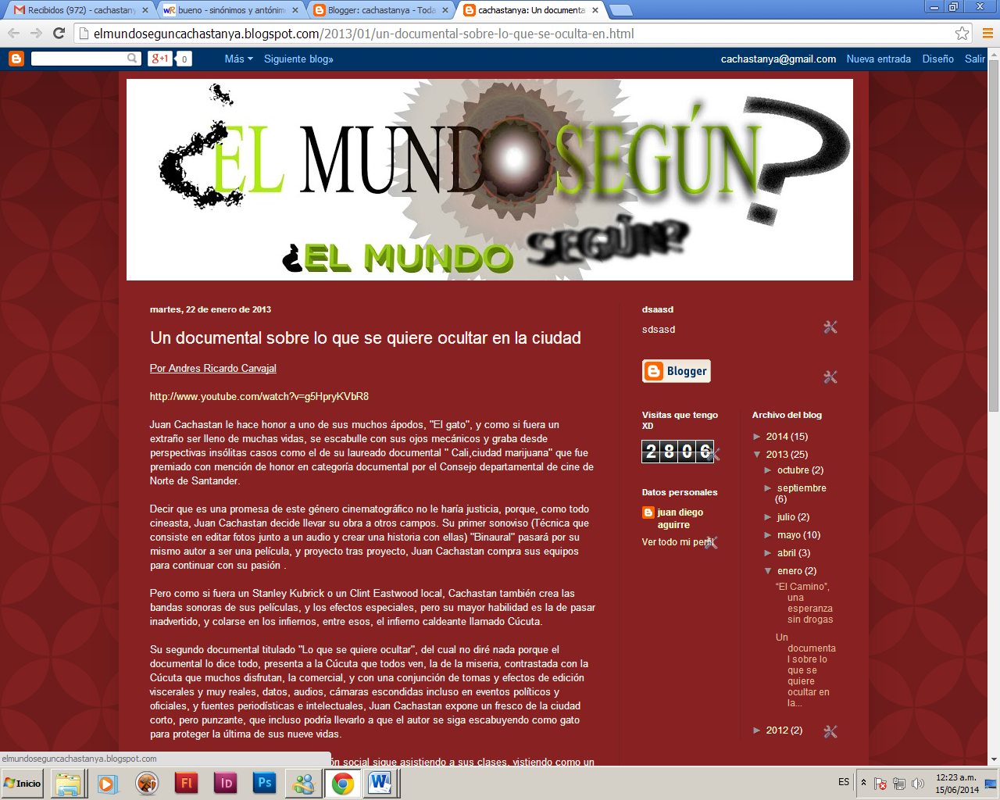 Recibidos (972) - cachastany
bueno - sinónimos y antónim
Blogger: cachastanya - Toda
cachastanya: Un documenta
elmundoseguncachastanya.blogspot.com/2013/01/un-documental-sobre-lo-que-se-oculta-en.html
g+1 0 Más Siguiente blog» cachastanya@gmail.com Nueva entrada Diseño Salir
¿EL MUNDO SEGÚN?
¿EL MUNDO SEGÚN?
martes, 22 de enero de 2013
Un documental sobre lo que se quiere ocultar en la ciudad
Por Andres Ricardo Carvajal
http://www.youtube.com/watch?v=g5HpryKVbR8
Juan Cachastan le hace honor a uno de sus muchos ápodos, "El gato", y como si fuera un
extraño ser lleno de muchas vidas, se escabulle con sus ojos mecánicos y graba desde
perspectivas insólitas casos como el de su laureado documental " Cali,ciudad marijuana" que fue
premiado con mención de honor en categoría documental por el Consejo departamental de cine de
Norte de Santander.
Decir que es una promesa de este género cinematográfico no le haría justicia, porque, como todo
cineasta, Juan Cachastan decide llevar su obra a otros campos. Su primer sonoviso (Técnica que
consiste en editar fotos junto a un audio y crear una historia con ellas) "Binaural" pasará por su
mismo autor a ser una película, y proyecto tras proyecto, Juan Cachastan compra sus equipos
para continuar con su pasión .
Pero como si fuera un Stanley Kubrick o un Clint Eastwood local, Cachastan también crea las
bandas sonoras de sus películas, y los efectos especiales, pero su mayor habilidad es la de pasar
inadvertido, y colarse en los infiernos, entre esos, el infierno caldeante llamado Cúcuta.
Su segundo documental titulado "Lo que se quiere ocultar", del cual no diré nada porque el
documental lo dice todo, presenta a la Cúcuta que todos ven, la de la miseria, contrastada con la
Cúcuta que muchos disfrutan, la comercial, y con una conjunción de tomas y efectos de edición
viscerales y muy reales, datos, audios, cámaras escondidas incluso en eventos políticos y
oficiales, y fuentes periodísticas e intelectuales, Juan Cachastan expone un fresco de la ciudad
corto, pero punzante, que incluso podría llevarlo a que el autor se siga escabuyendo como gato
para proteger la última de sus nueve vidas.
ón social sigue asistiendo a sus clases, vistiendo como un
dsaasd
sdsasd
Blogger
Visitas que tengo
XD
2806
Datos personales
juan diego
aguirre
Ver todo mi perfil
Archivo del blog
► 2014 (15)
▼ 2013 (25)
► octubre (2)
► septiembre
(6)
► julio (2)
► mayo (10)
► abril (3)
▼ enero (2)
“El Camino”,
una
esperanza
sin drogas
Un
documenta
l sobre lo
que se
quiere
ocultar en
la...
► 2012 (2)
elmundoseguncachastanya.blogspot.com
Inicio Fl Id Ps W ES 12:23 a.m.
15/06/2014